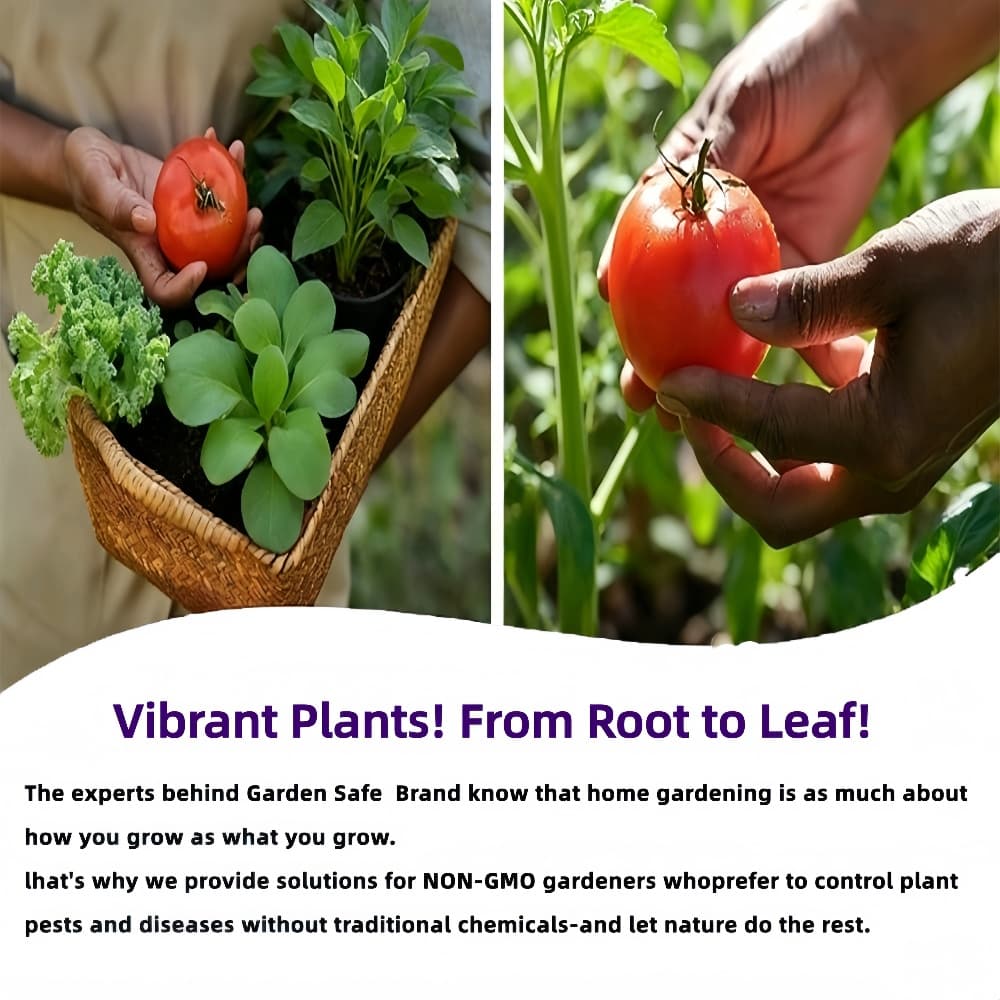 Vibrant Plants! From Root to Leaf!
The experts behind Garden Safe  Brand know that home gardening is as much about
how you grow as what you grow.
lhat's why we provide solutions for NON-GMO gardeners whoprefer to control plant
pests and diseases without traditional chemicals-and let nature do the rest.